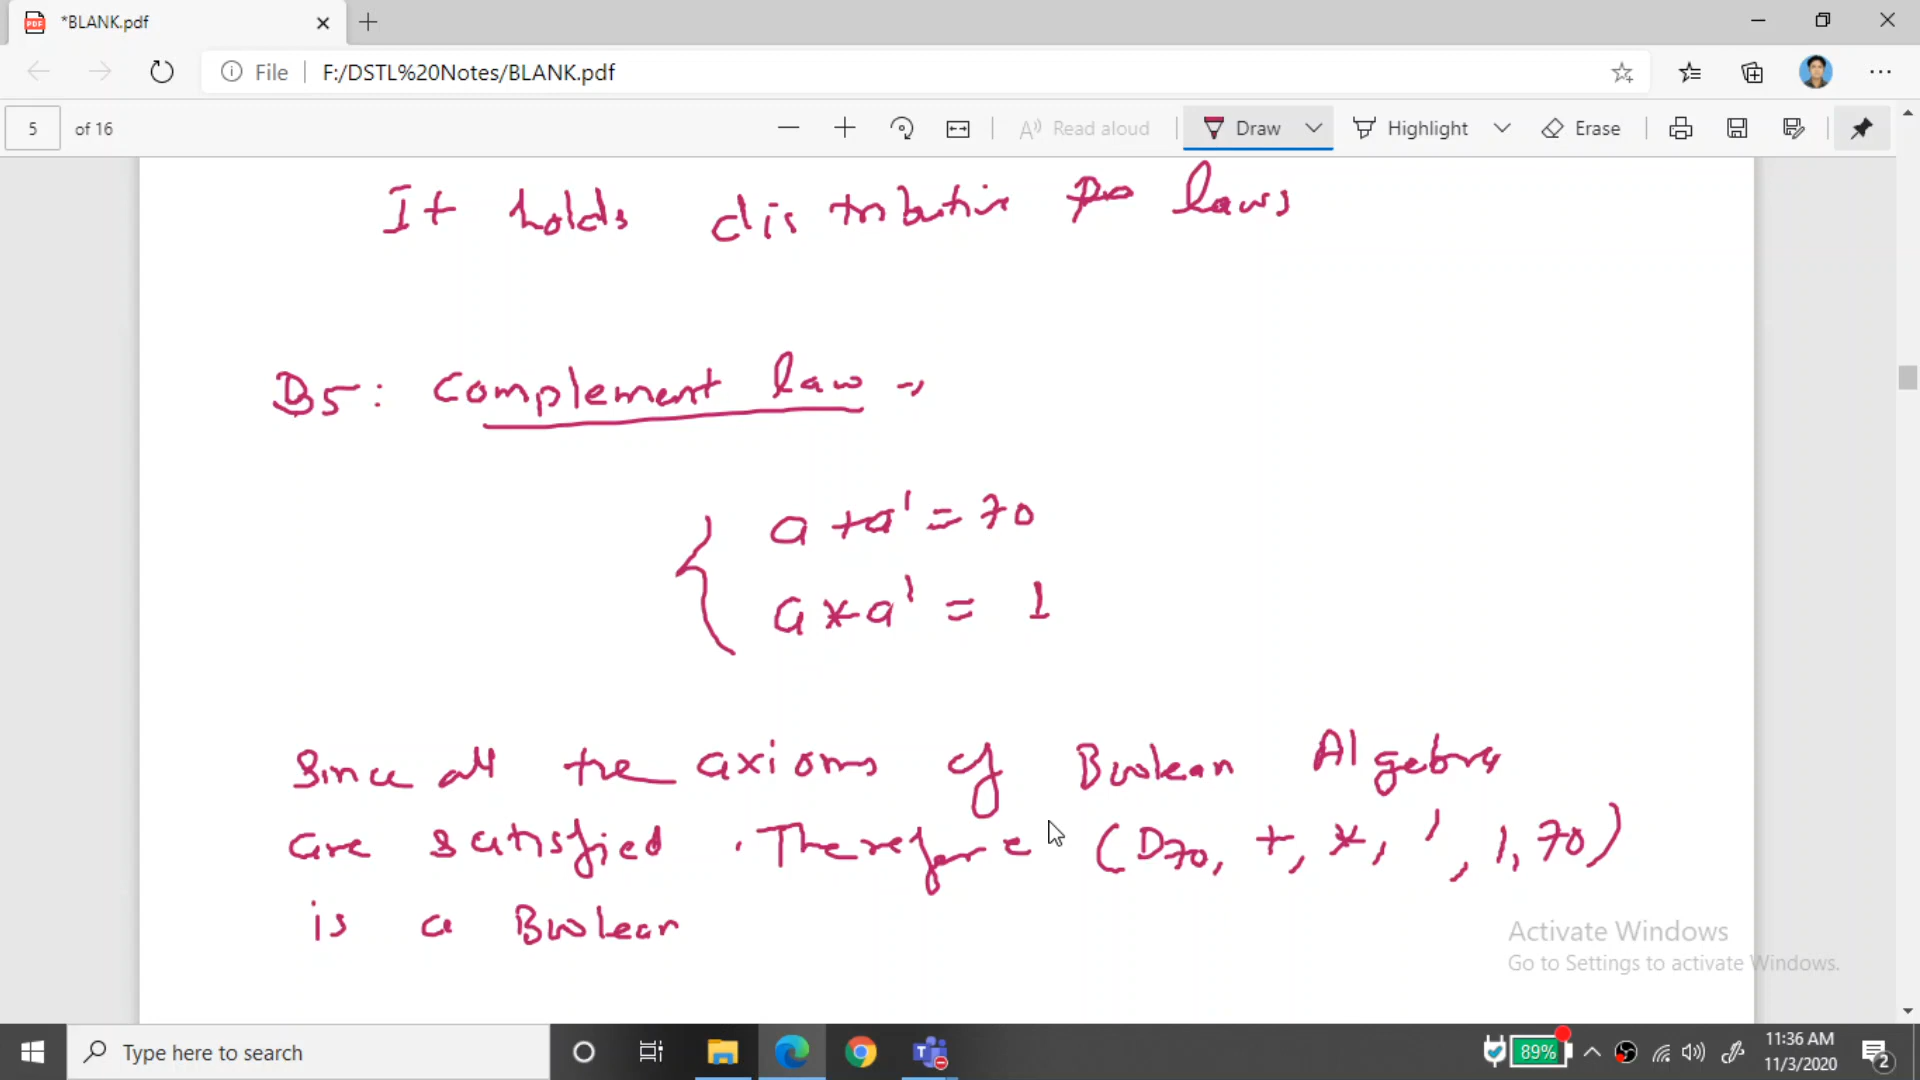 *BLANK.pdf
File F:/DSTL%20Notes/BLANK.pdf
5 of 16 Read aloud Draw Highlight Erase
It holds distributive laws
B5: Complement law →
a + a' = 70
a * a' = 1
Since all the axioms of Boolean Algebra
are satisfied. Therefore (D70, +, *, ', 1, 70)
is a Boolean
Activate Windows
Go to Settings to activate Windows.
Type here to search
89%
11:36 AM
11/3/2020
2